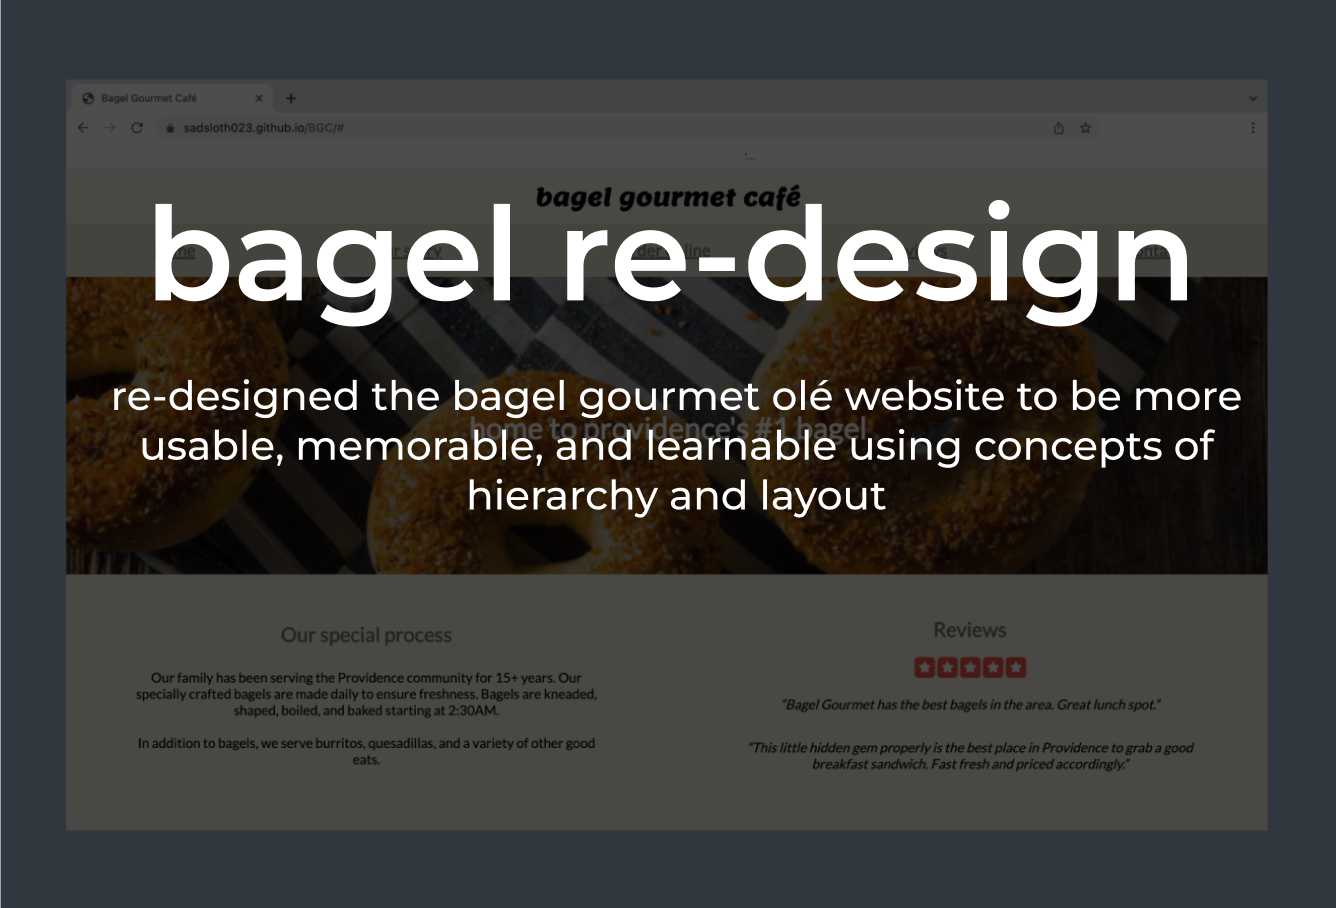 Bagel Gourmet Café
sadsloth023.github.io/BGC/#
bagel gourmet café
bagel re-design
re-designed the bagel gourmet olé website to be more
usable, memorable, and learnable using concepts of
hierarchy and layout
home to providence's #1 bagel
Our special process
Our family has been serving the Providence community for 15+ years. Our
specially crafted bagels are made daily to ensure freshness. Bagels are kneaded,
shaped, boiled, and baked starting at 2:30AM.
In addition to bagels, we serve burritos, quesadillas, and a variety of other good
eats.
Reviews
“Bagel Gourmet has the best bagels in the area. Great lunch spot.”
“This little hidden gem properly is the best place in Providence to grab a good
breakfast sandwich. Fast fresh and priced accordingly.”